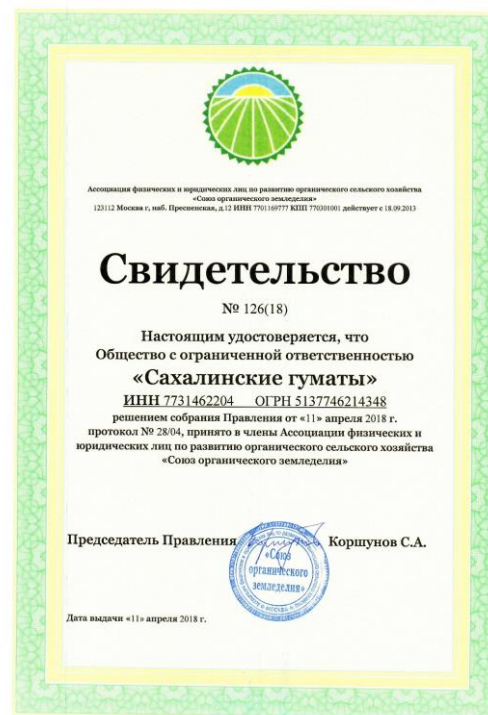 Ассоциация физических и юридических лиц по развитию органического сельского хозяйства
«Союз органического земледелия»
123112 Москва г, наб. Пресненская, д.12 ИНН 7701169777 КПП 770301001 действует с 18.09.2013
Свидетельство
№ 126(18)
Настоящим удостоверяется, что
Общество с ограниченной ответственностью
«Сахалинские гуматы»
ИНН 7731462204 ОГРН 5137746214348
решением собрания Правления от «11» апреля 2018 г.
протокол № 28/04, принято в члены Ассоциации физических и
юридических лиц по развитию органического сельского хозяйства
«Союз органического земледелия»
Председатель Правления Коршунов С.А.
«Союз
органического
земледелия»
Дата выдачи «11» апреля 2018 г.